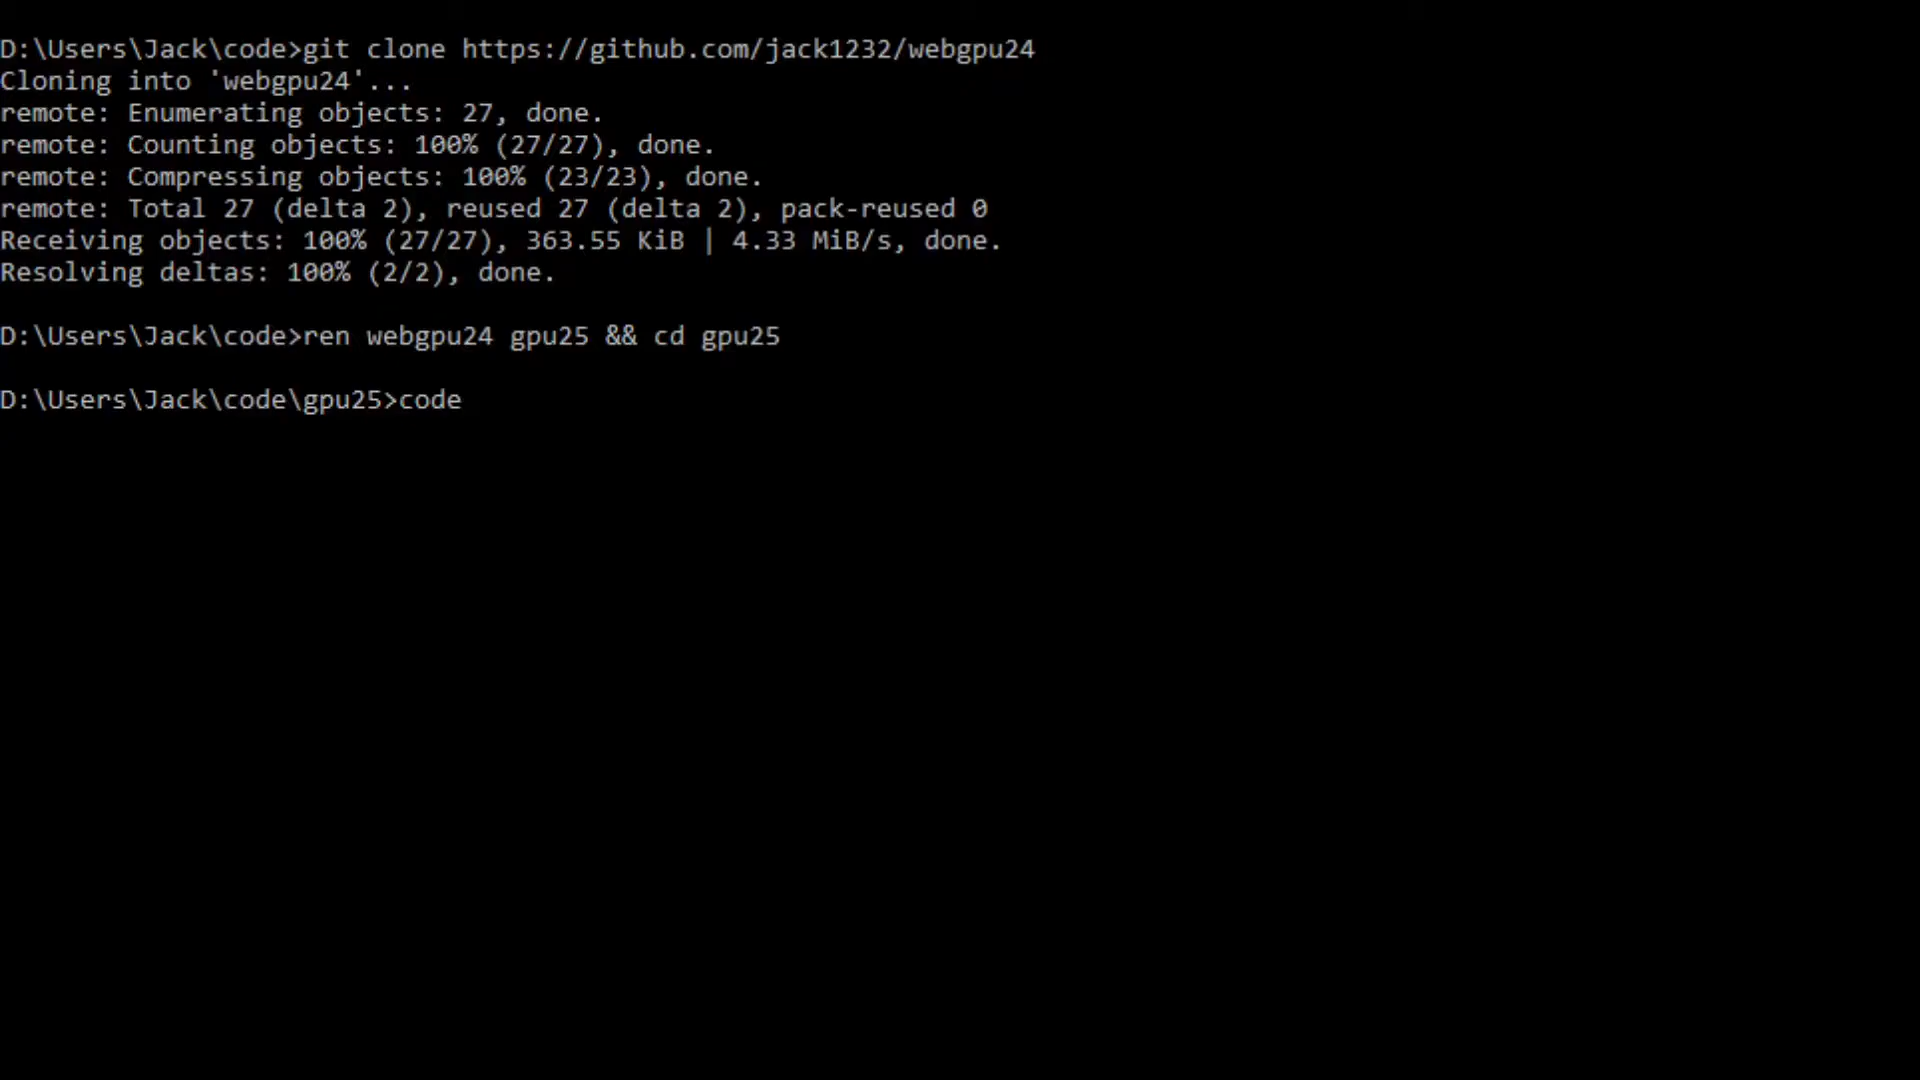 D:\Users\Jack\code>git clone https://github.com/jack1232/webgpu24
Cloning into 'webgpu24'...
remote: Enumerating objects: 27, done.
remote: Counting objects: 100% (27/27), done.
remote: Compressing objects: 100% (23/23), done.
remote: Total 27 (delta 2), reused 27 (delta 2), pack-reused 0
Receiving objects: 100% (27/27), 363.55 KiB | 4.33 MiB/s, done.
Resolving deltas: 100% (2/2), done.
D:\Users\Jack\code>ren webgpu24 gpu25 && cd gpu25
D:\Users\Jack\code\gpu25>code